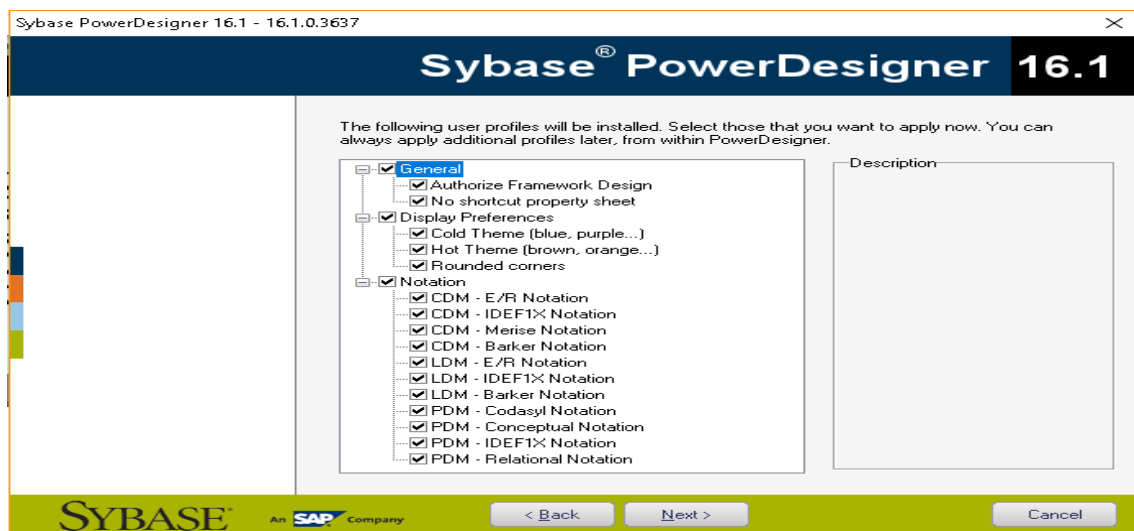 Sybase PowerDesigner 16.1 - 16.1.0.3637
Sybase® PowerDesigner 16.1
The following user profiles will be installed. Select those that you want to apply now. You can
always apply additional profiles later, from within PowerDesigner.
General
Authorize Framework Design
No shortcut property sheet
Display Preferences
Cold Theme (blue, purple...)
Hot Theme (brown, orange...)
Rounded corners
Notation
CDM - E/R Notation
CDM - IDEF1X Notation
CDM - Merise Notation
CDM - Barker Notation
LDM - E/R Notation
LDM - IDEF1X Notation
LDM - Barker Notation
PDM - Codasyl Notation
PDM - Conceptual Notation
PDM - IDEF1X Notation
PDM - Relational Notation
Description
SYBASE An SAP Company
< Back
Next >
Cancel